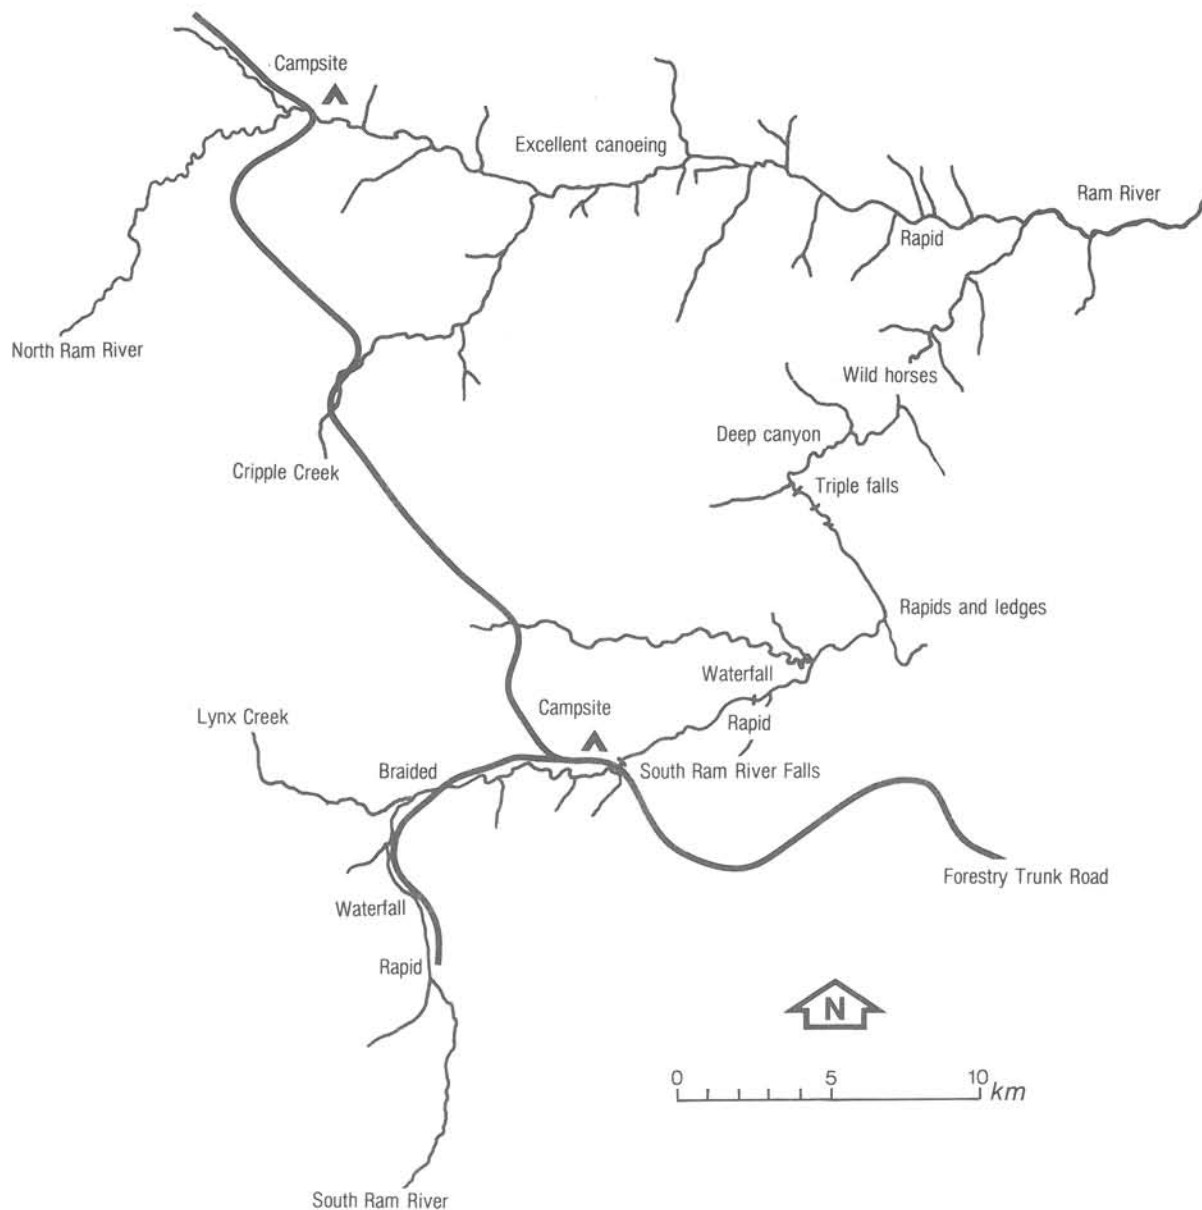 Campsite
Excellent canoeing
Ram River
Rapid
North Ram River
Wild horses
Deep canyon
Cripple Creek
Triple falls
Rapids and ledges
Waterfall
Campsite
Lynx Creek
Rapid
Braided
South Ram River Falls
Forestry Trunk Road
Waterfall
Rapid
N
0 5 10 km
South Ram River